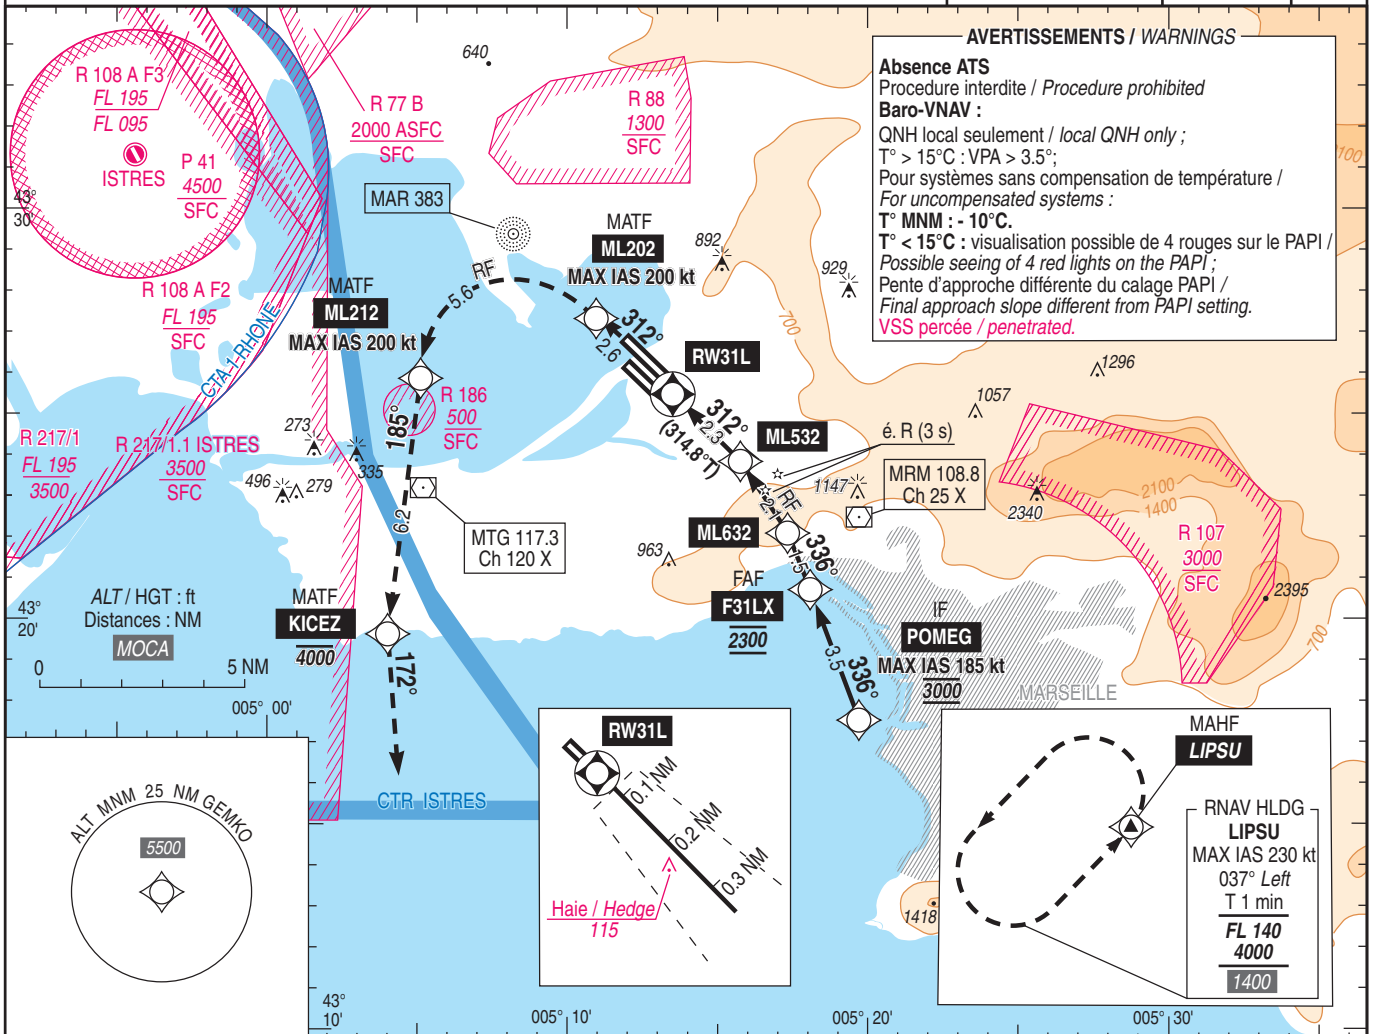 640
AVERTISSEMENTS / WARNINGS
Absence ATS
Procedure interdite / Procedure prohibited
Baro-VNAV :
QNH local seulement / local QNH only ;
T° > 15°C : VPA > 3.5°;
Pour systèmes sans compensation de température /
For uncompensated systems :
T° MNM : - 10°C.
T° < 15°C : visualisation possible de 4 rouges sur le PAPI /
Possible seeing of 4 red lights on the PAPI ;
Pente d'approche différente du calage PAPI /
Final approach slope different from PAPI setting.
VSS percée / penetrated.
R 108 A F3
FL 195
FL 095
ISTRES
P 41
4500
SFC
R 77 B
2000 ASFC
SFC
R 88
1300
SFC
2100
43°
30'
MAR 383
MATF
ML202
MAX IAS 200 kt
892
929
700
R 108 A F2
FL 195
SFC
CTA 1 RHONE
MATF
ML212
MAX IAS 200 kt
RF
5.6
312°
2.6
RW31L
1296
1057
R 186
500
SFC
185°
312°
2.3
(314.8°T)
ML532
é. R (3 s)
MRM 108.8
Ch 25 X
1147
R 217/1
FL 195
3500
R 217/1.1 ISTRES
3500
SFC
273
335
496
279
MTG 117.3
Ch 120 X
6.2
RF
2.1
ML632
963
336°
1.5
2100
1400
2340
R 107
3000
SFC
2395
700
43°
20'
ALT / HGT : ft
Distances : NM
MOCA
0
5 NM
005° 00'
MATF
KICEZ
4000
172°
FAF
F31LX
2300
IF
POMEG
MAX IAS 185 kt
3000
3.5
336°
MARSEILLE
CTR ISTRES
ALT MNM 25 NM GEMKO
5500
RW31L
0.1 NM
0.2 NM
0.3 NM
Haie / Hedge
115
1418
MAHF
LIPSU
RNAV HLDG
LIPSU
MAX IAS 230 kt
037° Left
T 1 min
FL 140
4000
1400
43°
10'
005° 10'
005° 20'
005° 30'